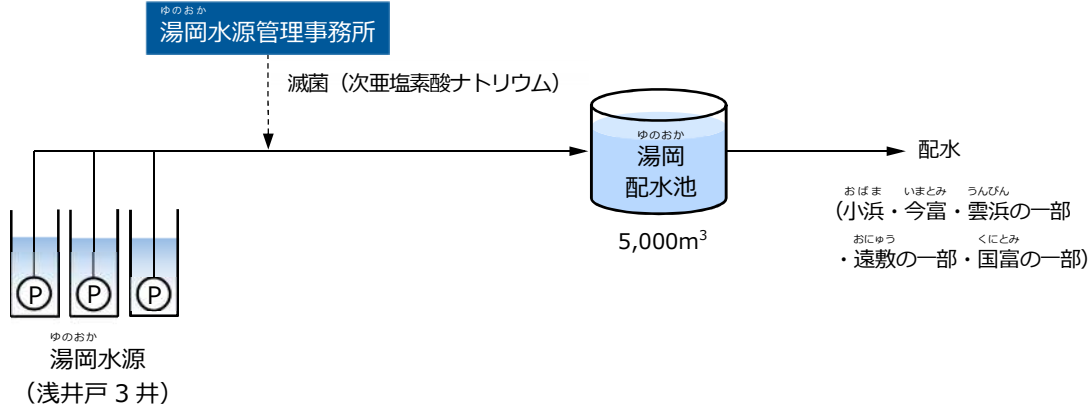 ゆのおか
湯岡水源管理事務所
滅菌（次亜塩素酸ナトリウム）
ゆのおか
湯岡
配水池
5,000m³
配水
おばま いまとみ うんぴん
（小浜・今富・雲浜の一部
おにゅう くにとみ
・遠敷の一部・国富の一部）
P P P
ゆのおか
湯岡水源
（浅井戸 3 井）